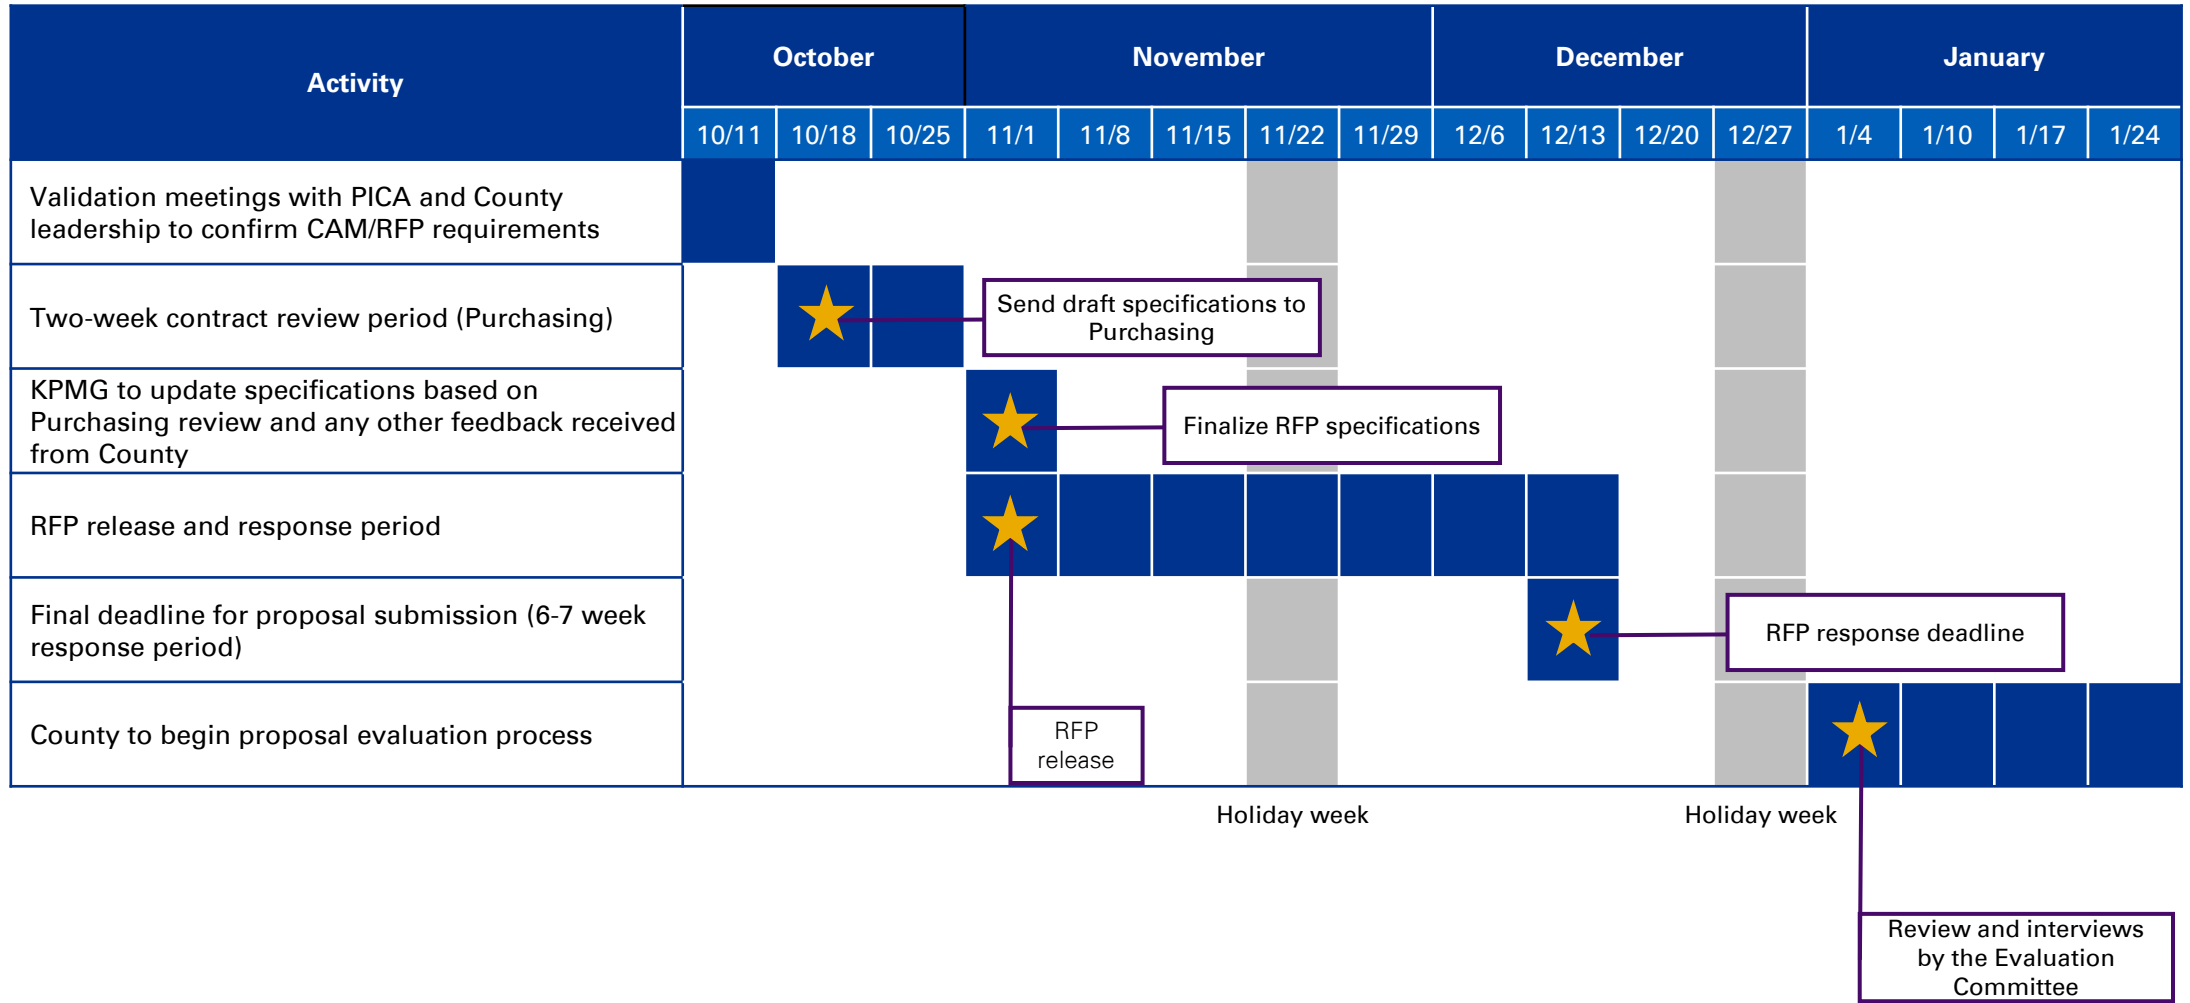 Activity
October
November
December
January
10/11
10/18
10/25
11/1
11/8
11/15
11/22
11/29
12/6
12/13
12/20
12/27
1/4
1/10
1/17
1/24
Validation meetings with PICA and County
leadership to confirm CAM/RFP requirements
Two-week contract review period (Purchasing)
Send draft specifications to
Purchasing
KPMG to update specifications based on
Purchasing review and any other feedback received
from County
Finalize RFP specifications
RFP release and response period
Final deadline for proposal submission (6-7 week
response period)
RFP response deadline
County to begin proposal evaluation process
RFP
release
Holiday week
Holiday week
Review and interviews
by the Evaluation
Committee